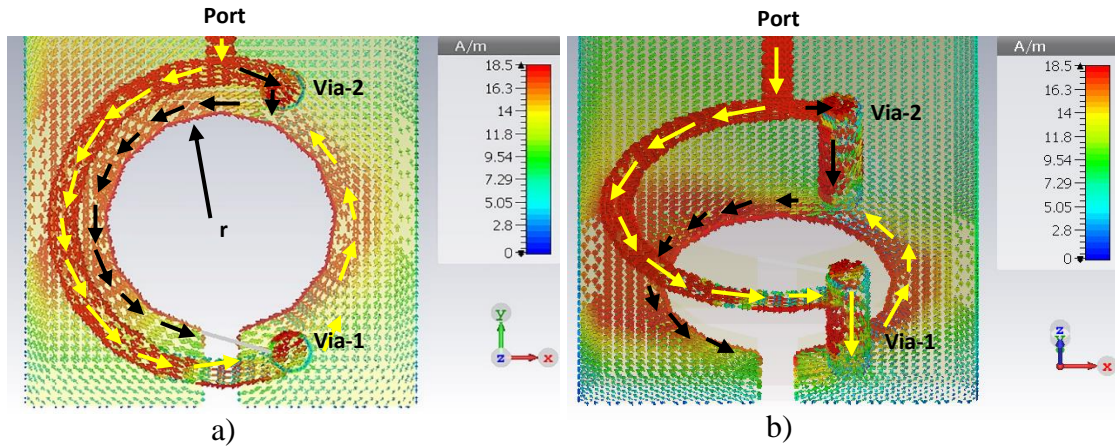 Port
A/m
18.5
16.3
14
11.8
9.54
7.29
5.05
2.8
0
Via-2
r
Via-1
y
z
x
a)
Port
A/m
18.5
16.3
14
11.8
9.54
7.29
4.05
2.8
0
Via-2
Via-1
x
b)